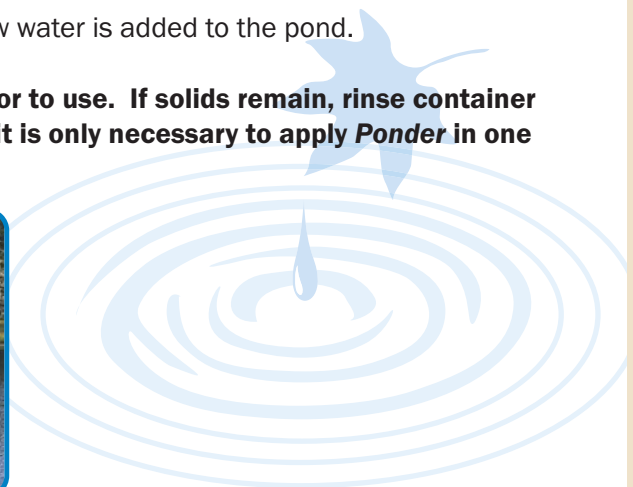 water is added to the pond.
or to use. If solids remain, rinse container
it is only necessary to apply Ponder in one